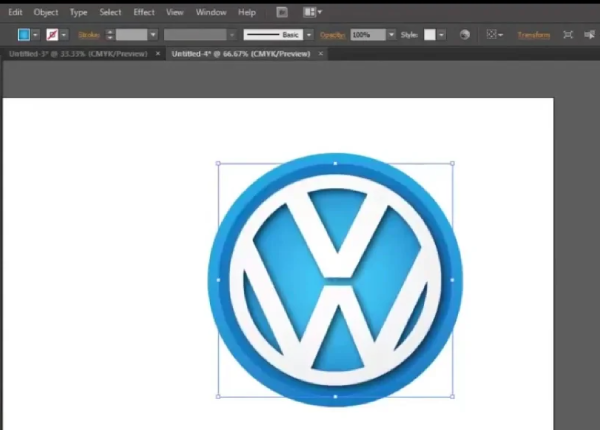 Edit Object Type Select Effect View Window Help
Stroke: Basic Opacity: 100% Style: Transform
Untitled-3* @ 33.33% (CMYK/Preview) × Untitled-4* @ 66.67% (CMYK/Preview) ×
VW